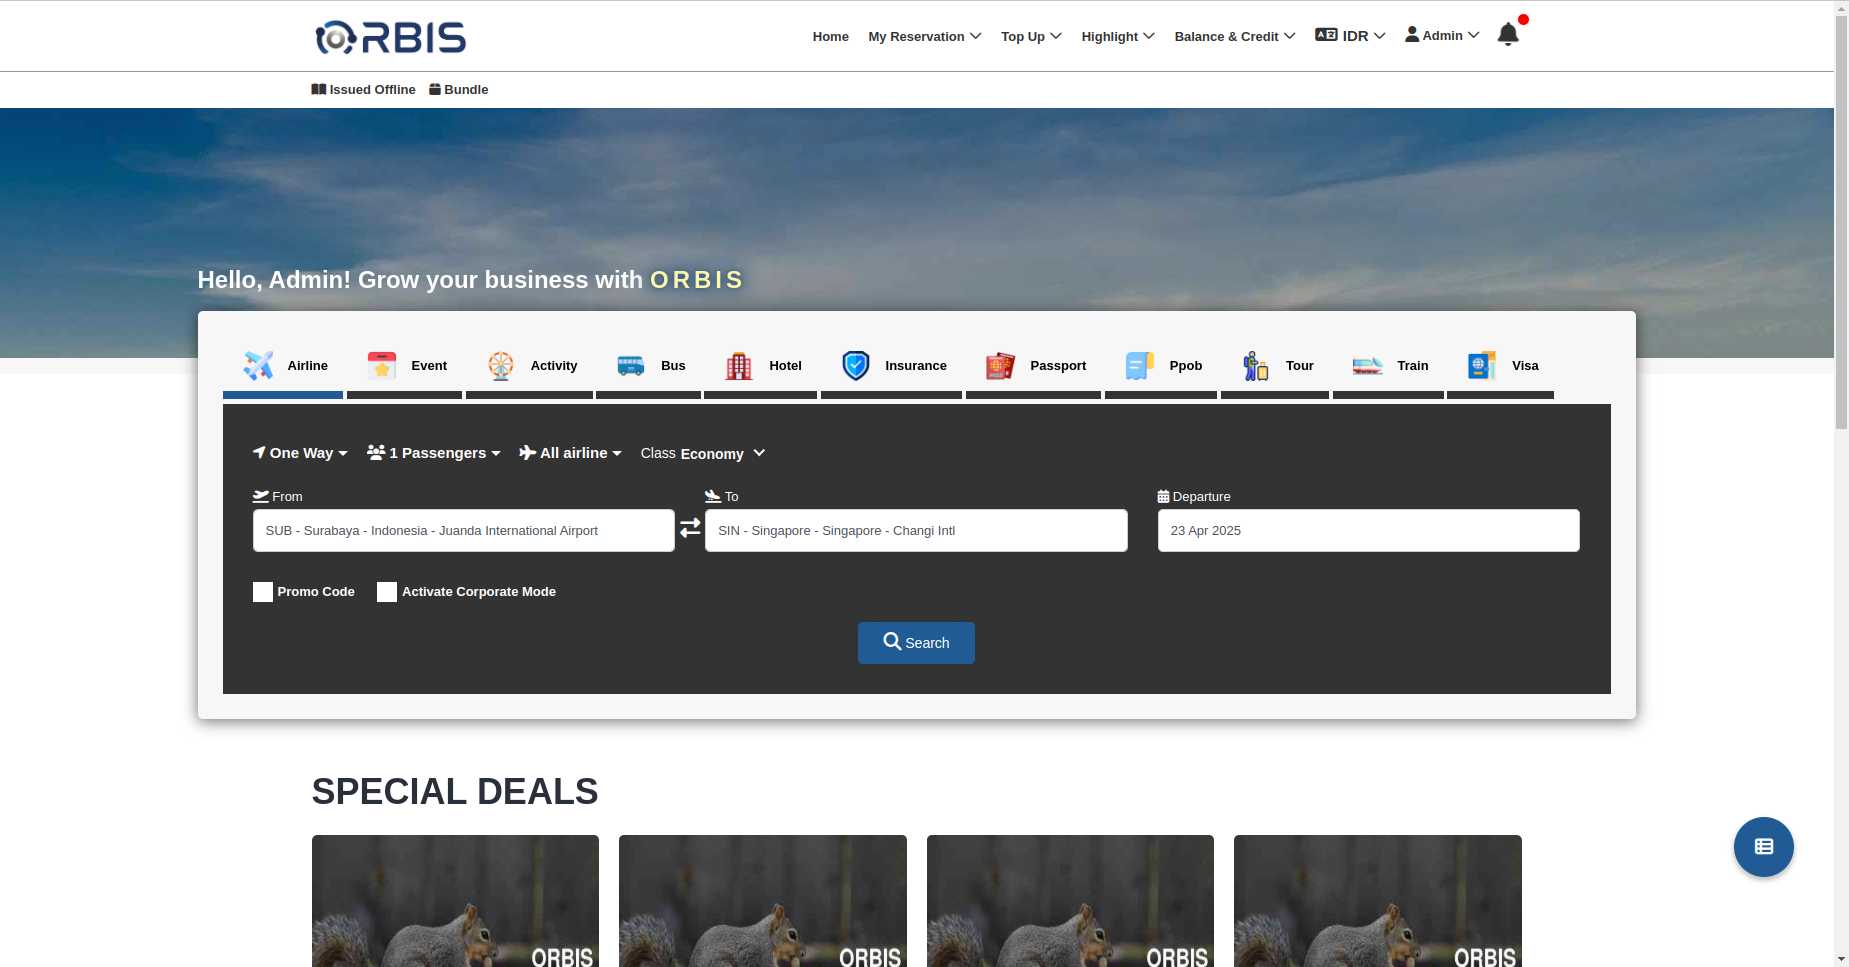 ORBIS
Home My Reservation Top Up Highlight Balance & Credit IDR Admin
Issued Offline Bundle
Hello, Admin! Grow your business with ORBIS
Airline Event Activity Bus Hotel Insurance Passport Ppob Tour Train Visa
One Way 1 Passengers All airline Class Economy
From To Departure
SUB - Surabaya - Indonesia - Juanda International Airport SIN - Singapore - Singapore - Changi Intl 23 Apr 2025
Promo Code Activate Corporate Mode
Search
SPECIAL DEALS
ORBIS ORBIS ORBIS ORBIS